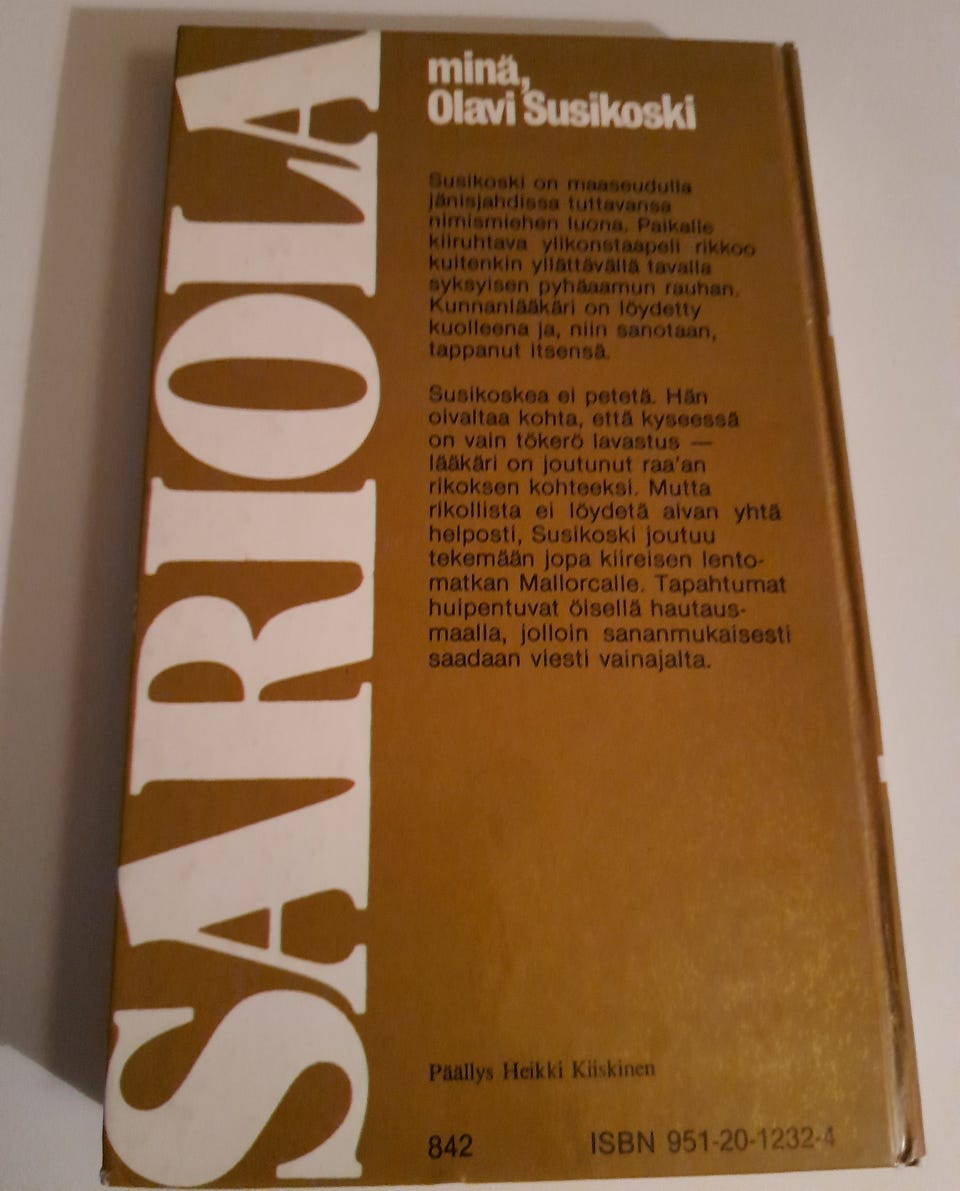 SARIOLA
minä,
Olavi Susikoski
Susikoski on maaseudulla
jänisjahdissa tuttavansa
nimismiehen luona. Paikalle
kiiruhtava ylikonstaapeli rikkoo
kuitenkin yllättävällä tavalla
syksyisen pyhäaamun rauhan.
Kunnanlääkäri on löydetty
kuolleena ja, niin sanotaan,
tappanut itsensä.
Susikoskea ei petetä. Hän
oivaltaa kohta, että kyseessä
on vain tökerö lavastus —
lääkäri on joutunut raa'an
rikoksen kohteeksi. Mutta
rikollista ei löydetä aivan yhtä
helposti, Susikoski joutuu
tekemään jopa kiireisen lento-
matkan Mallorcalle. Tapahtumat
huipentuvat öisellä hautaus-
maalla, jolloin sananmukaisesti
saadaan viesti vainajalta.
Päällys Heikki Kiiskinen
842 ISBN 951-20-1232-4